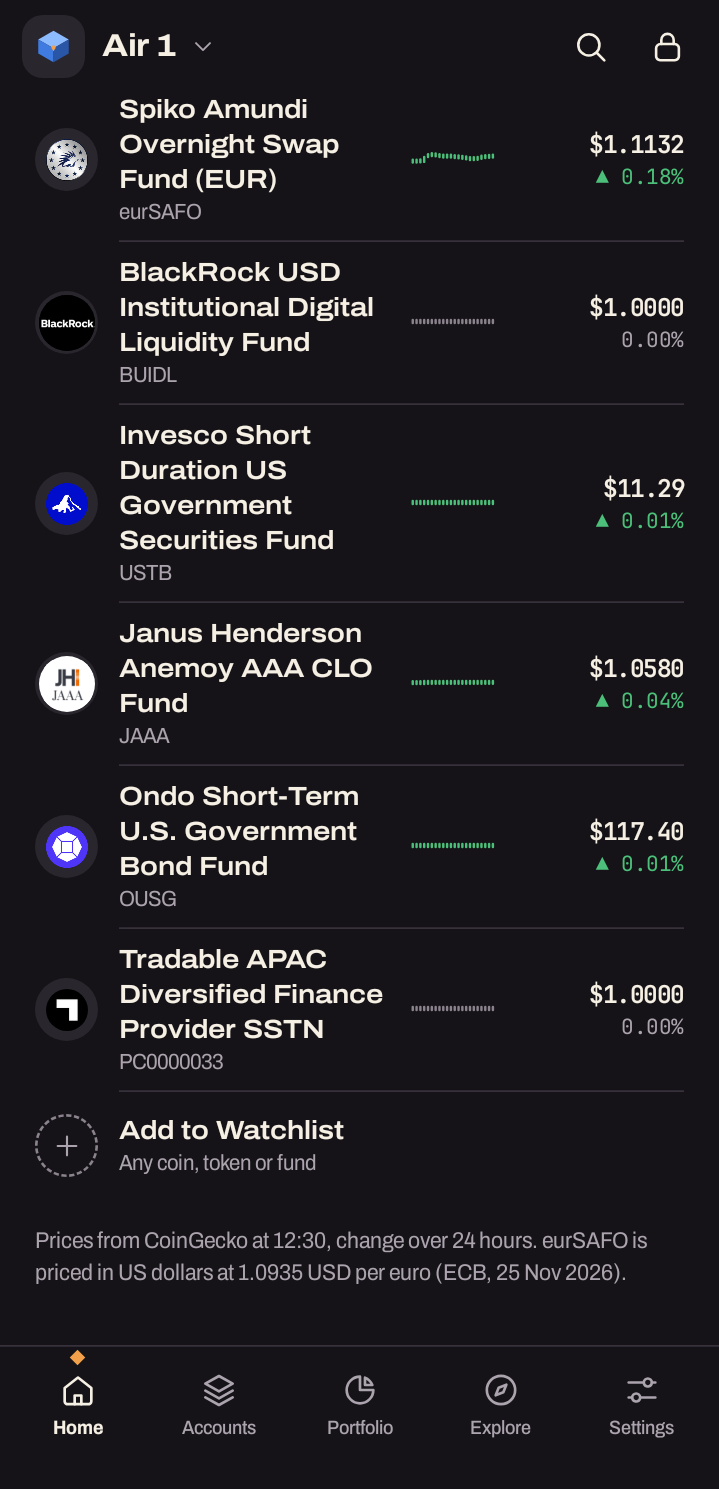 Air 1
Spiko Amundi
Overnight Swap
Fund (EUR)
eurSAFO
$1.1132
▲ 0.18%
BlackRock
BlackRock USD
Institutional Digital
Liquidity Fund
BUIDL
$1.0000
0.00%
Invesco Short
Duration US
Government
Securities Fund
USTB
$11.29
▲ 0.01%
JH
JAAA
Janus Henderson
Anemoy AAA CLO
Fund
JAAA
$1.0580
▲ 0.04%
Ondo Short-Term
U.S. Government
Bond Fund
OUSG
$117.40
▲ 0.01%
Tradable APAC
Diversified Finance
Provider SSTN
PC0000033
$1.0000
0.00%
Add to Watchlist
Any coin, token or fund
Prices from CoinGecko at 12:30, change over 24 hours. eurSAFO is
priced in US dollars at 1.0935 USD per euro (ECB, 25 Nov 2026).
Home
Accounts
Portfolio
Explore
Settings